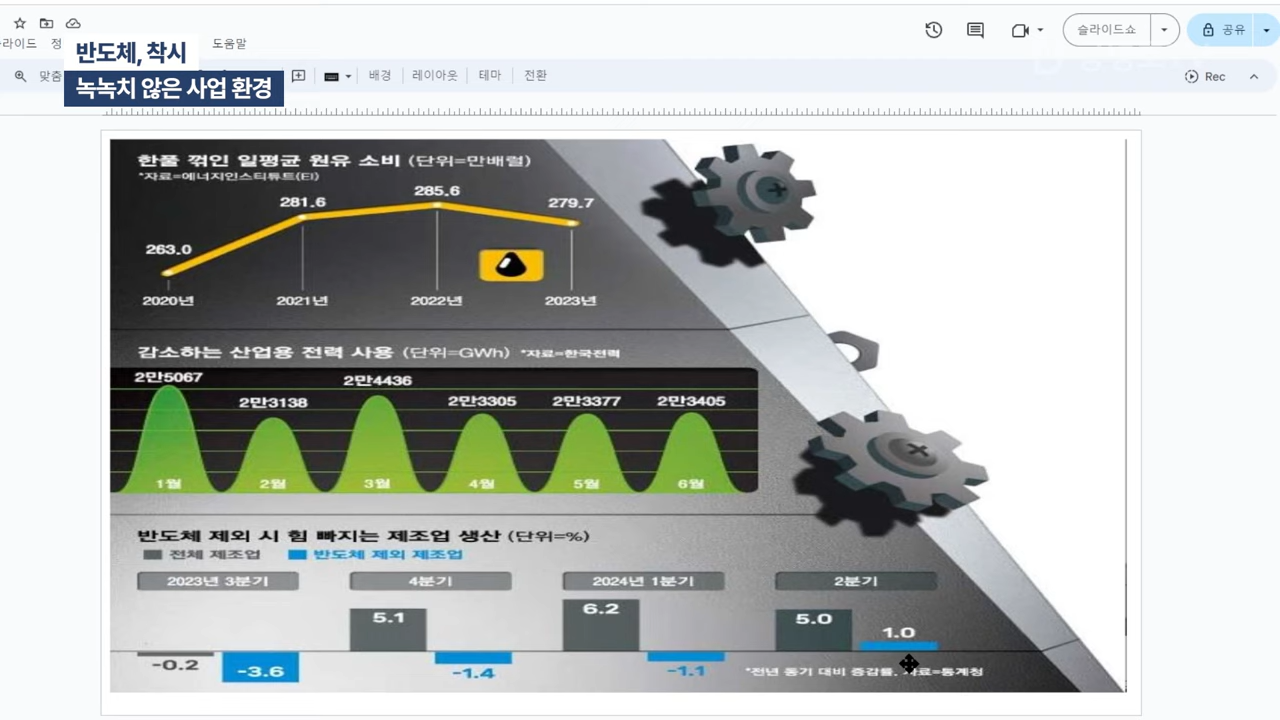 라이드
정
도움말
슬라이드쇼
공유
반도체, 착시
녹녹치 않은 사업 환경
맞춤
배경
레이아웃
테마
전환
Rec
한풀 꺾인 일평균 원유 소비 (단위=만배럴)
*자료=에너지인스티튜트(EI)
263.0
281.6
285.6
279.7
2020년
2021년
2022년
2023년
감소하는 산업용 전력 사용 (단위=GWh) *자료=한국전력
2만5067
2만3138
2만4436
2만3305
2만3377
2만3405
1월
2월
3월
4월
5월
6월
반도체 제외 시 힘 빠지는 제조업 생산 (단위=%)
전체 제조업
반도체 제외 제조업
2023년 3분기
4분기
2024년 1분기
2분기
-0.2
-3.6
5.1
-1.4
6.2
-1.1
5.0
1.0
*전년 동기 대비 증감률, 자료=통계청